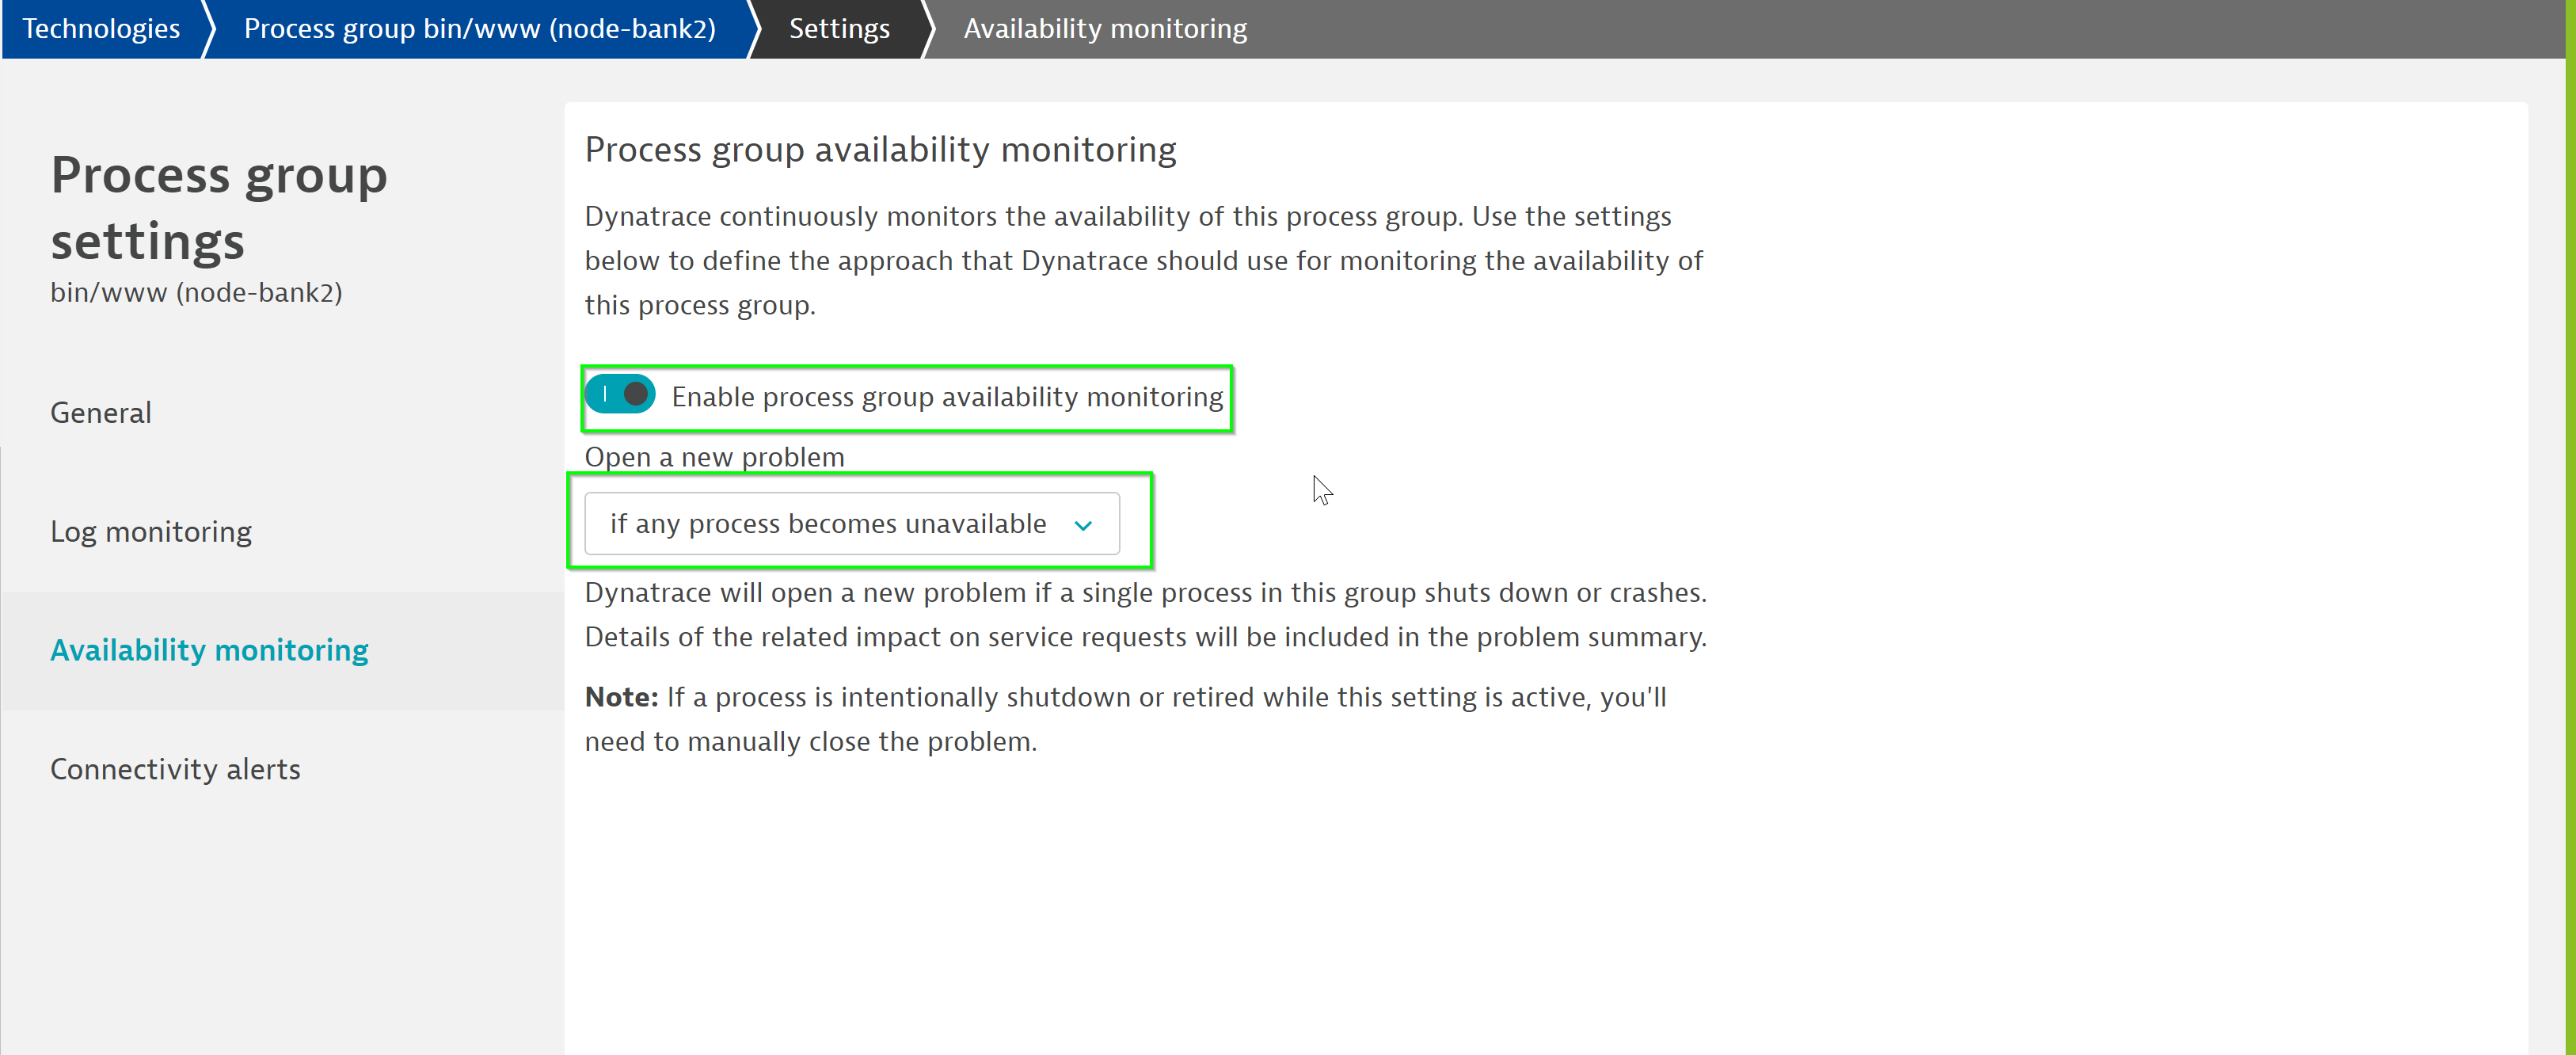 Technologies
Process group bin/www (node-bank2)
Settings
Availability monitoring
Process group
settings
bin/www (node-bank2)
General
Log monitoring
Availability monitoring
Connectivity alerts
Process group availability monitoring
Dynatrace continuously monitors the availability of this process group. Use the settings
below to define the approach that Dynatrace should use for monitoring the availability of
this process group.
Enable process group availability monitoring
Open a new problem
if any process becomes unavailable
Dynatrace will open a new problem if a single process in this group shuts down or crashes.
Details of the related impact on service requests will be included in the problem summary.
Note: If a process is intentionally shutdown or retired while this setting is active, you'll
need to manually close the problem.